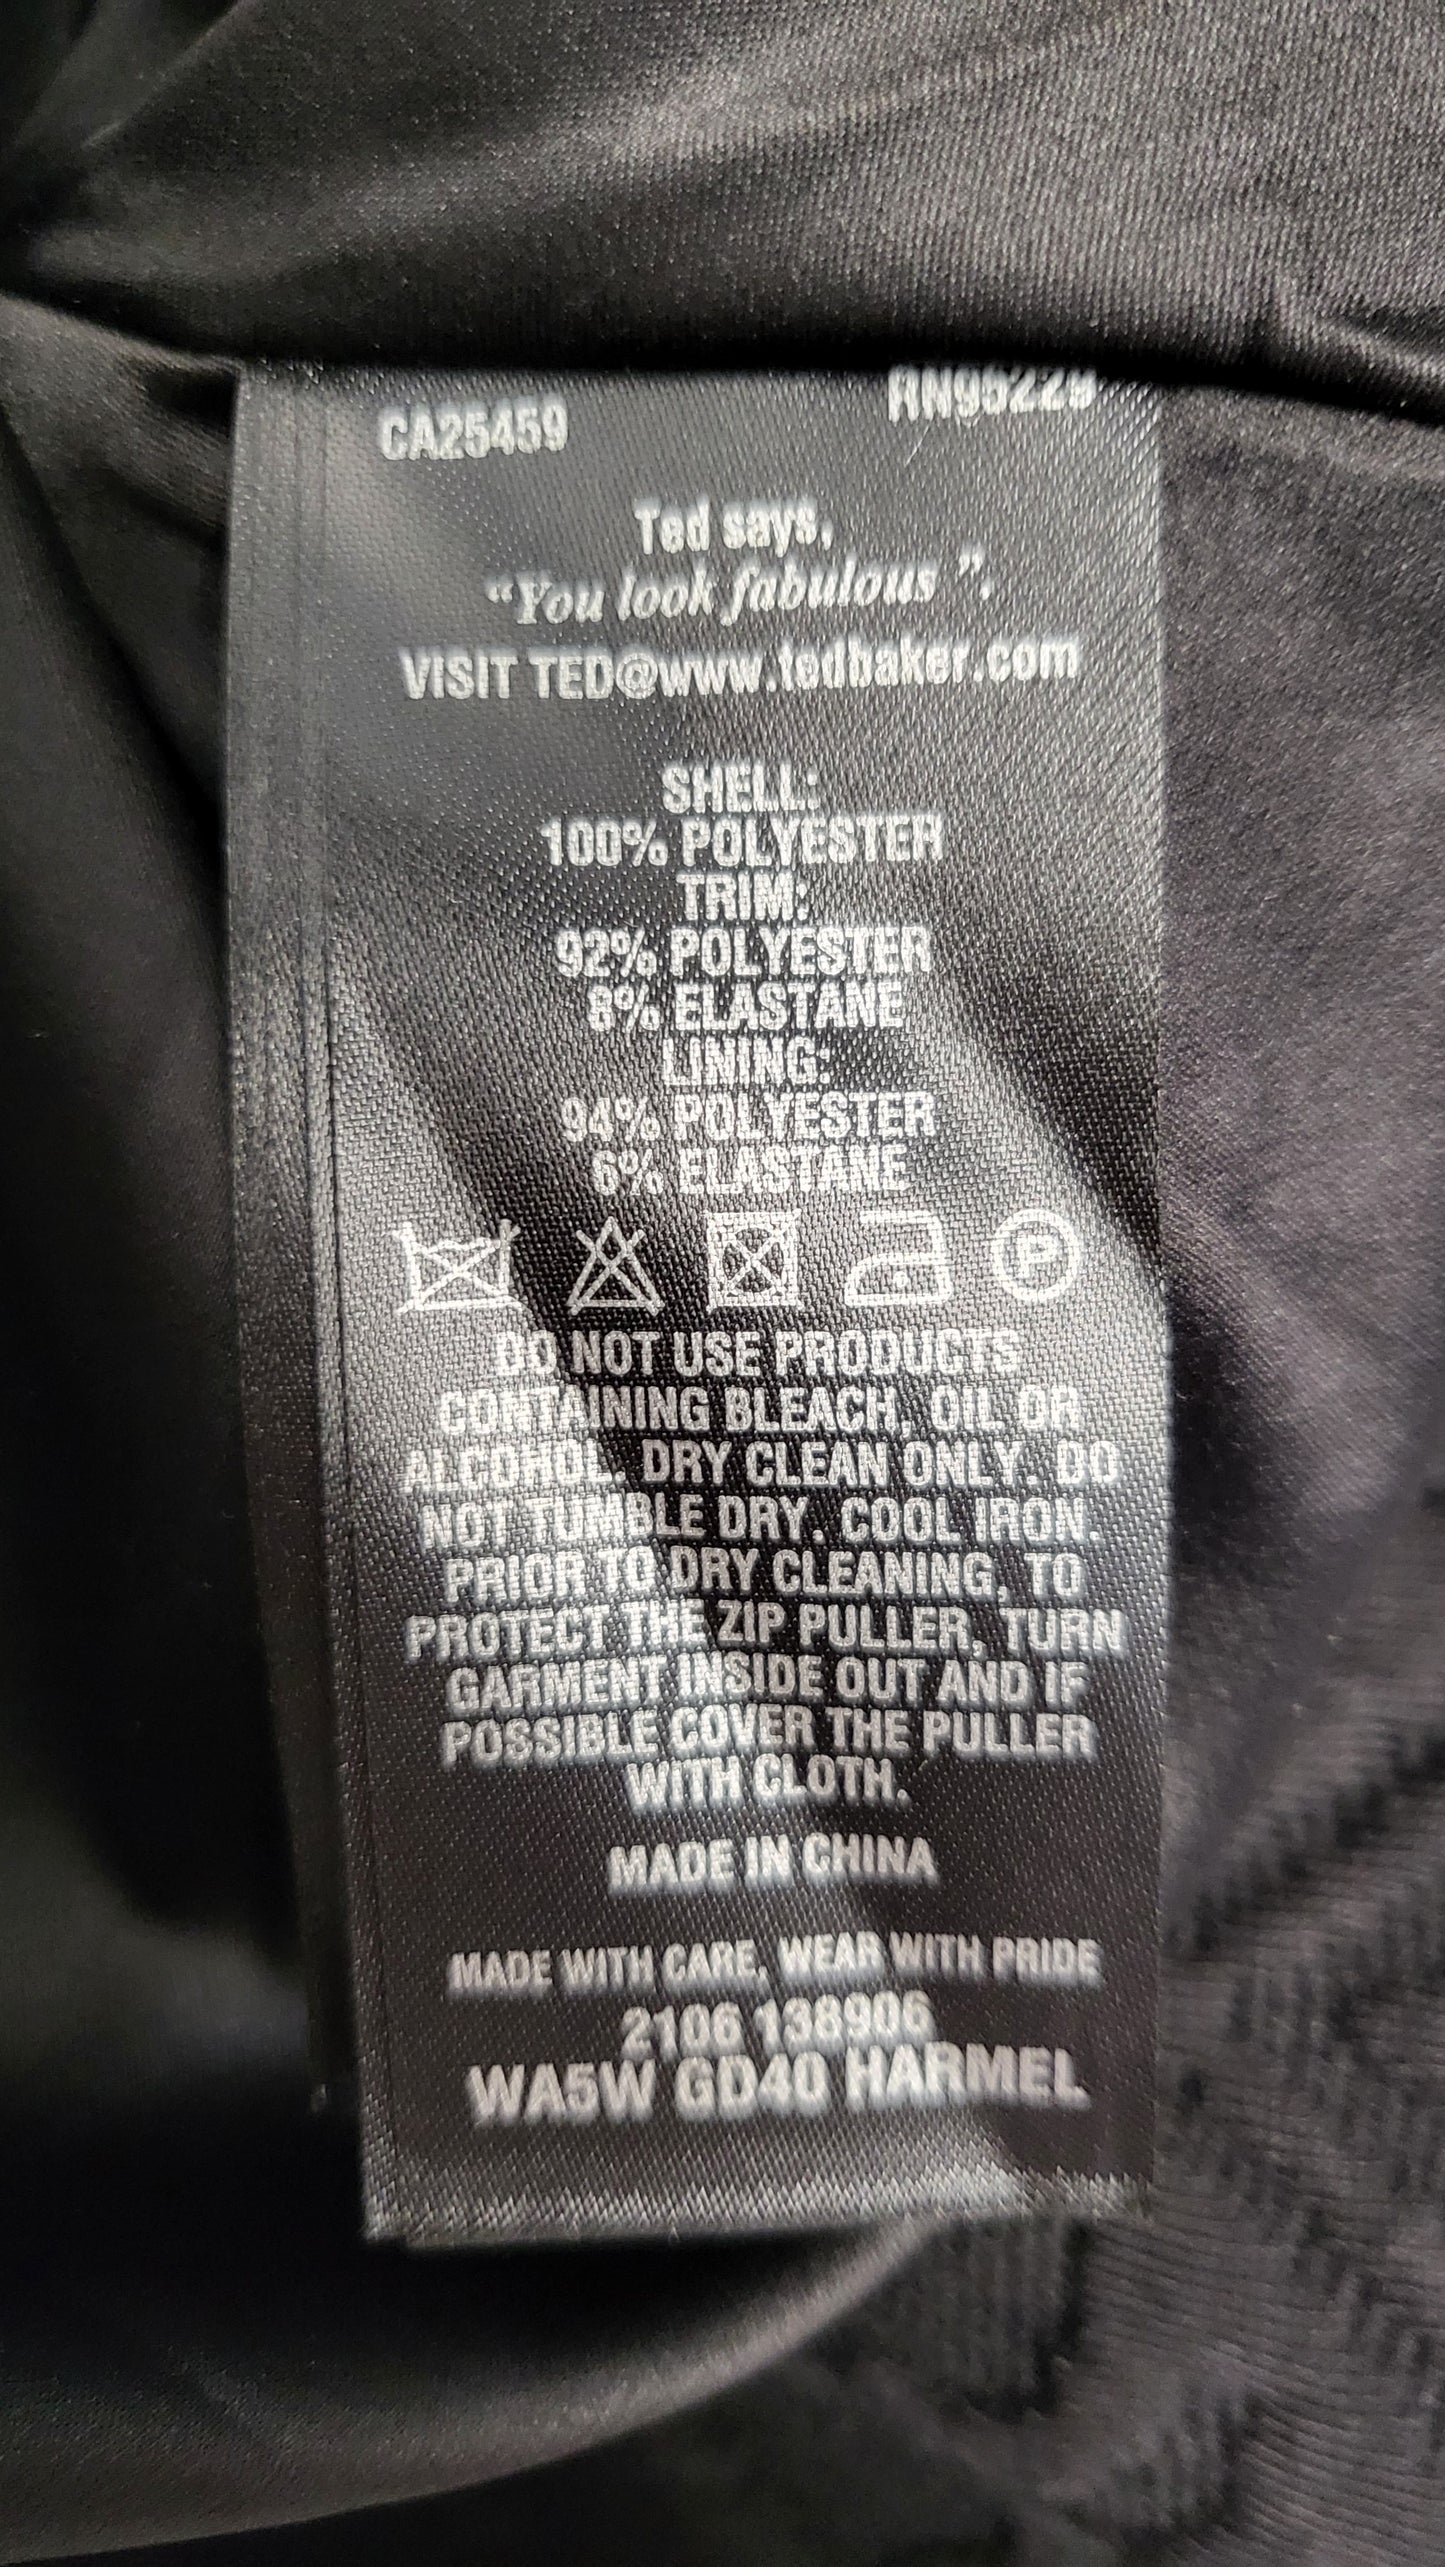 CA25459 RN95229
Ted says,
“You look fabulous ”.
VISIT TED@www.tedbaker.com
SHELL:
100% POLYESTER
TRIM:
92% POLYESTER
8% ELASTANE
LINING:
94% POLYESTER
6% ELASTANE
P
DO NOT USE PRODUCTS
CONTAINING BLEACH, OIL OR
ALCOHOL. DRY CLEAN ONLY. DO
NOT TUMBLE DRY. COOL IRON.
PRIOR TO DRY CLEANING, TO
PROTECT THE ZIP PULLER, TURN
GARMENT INSIDE OUT AND IF
POSSIBLE COVER THE PULLER
WITH CLOTH.
MADE IN CHINA
MADE WITH CARE, WEAR WITH PRIDE
2106 138906
WA5W GD40 HARMEL